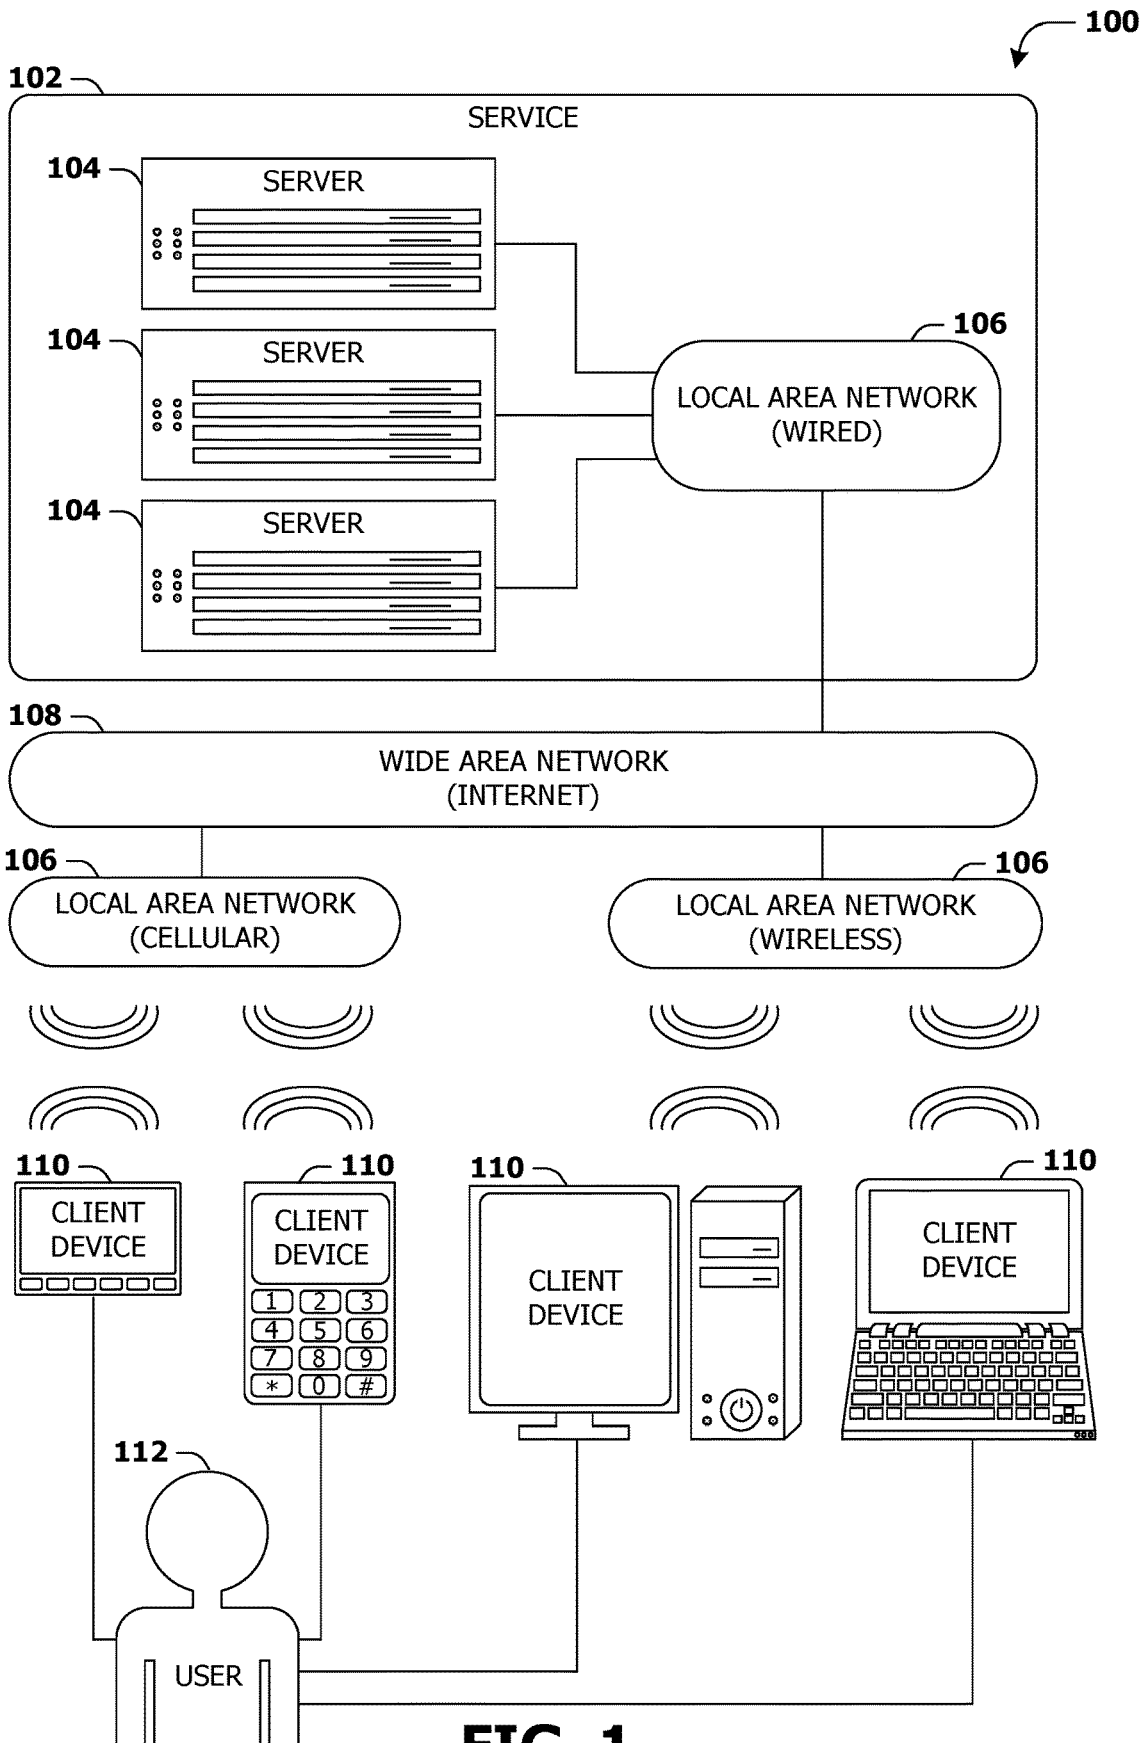 100
102
SERVICE
104
SERVER
104
SERVER
106
LOCAL AREA NETWORK
(WIRED)
104
SERVER
108
WIDE AREA NETWORK
(INTERNET)
106
LOCAL AREA NETWORK
(CELLULAR)
106
LOCAL AREA NETWORK
(WIRELESS)
110
CLIENT
DEVICE
110
CLIENT
DEVICE
1 2 3
4 5 6
7 8 9
* 0 #
110
CLIENT
DEVICE
110
CLIENT
DEVICE
112
USER
FIG. 1